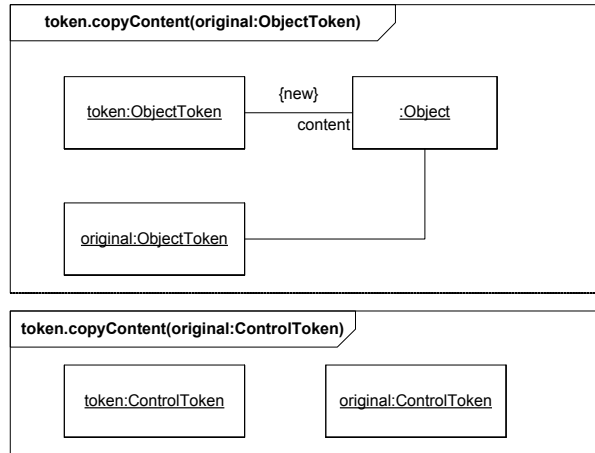 token.copyContent(original:ObjectToken)
{new}
token:ObjectToken
:Object
content
original:ObjectToken
token.copyContent(original:ControlToken)
token:ControlToken
original:ControlToken